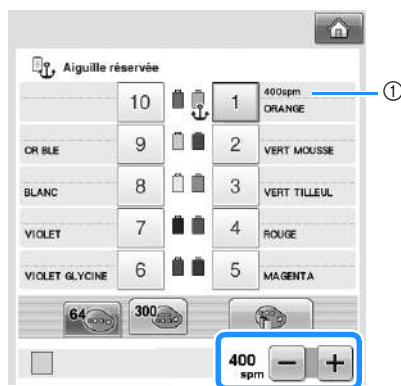 Aiguille réservée
10 1 400spm ①
ORANGE
OR BLE 9 2 VERT MOUSSE
BLANC 8 3 VERT TILLEUL
VIOLET 7 4 ROUGE
VIOLET GLYCINE 6 5 MAGENTA
64 300
400 − +
spm